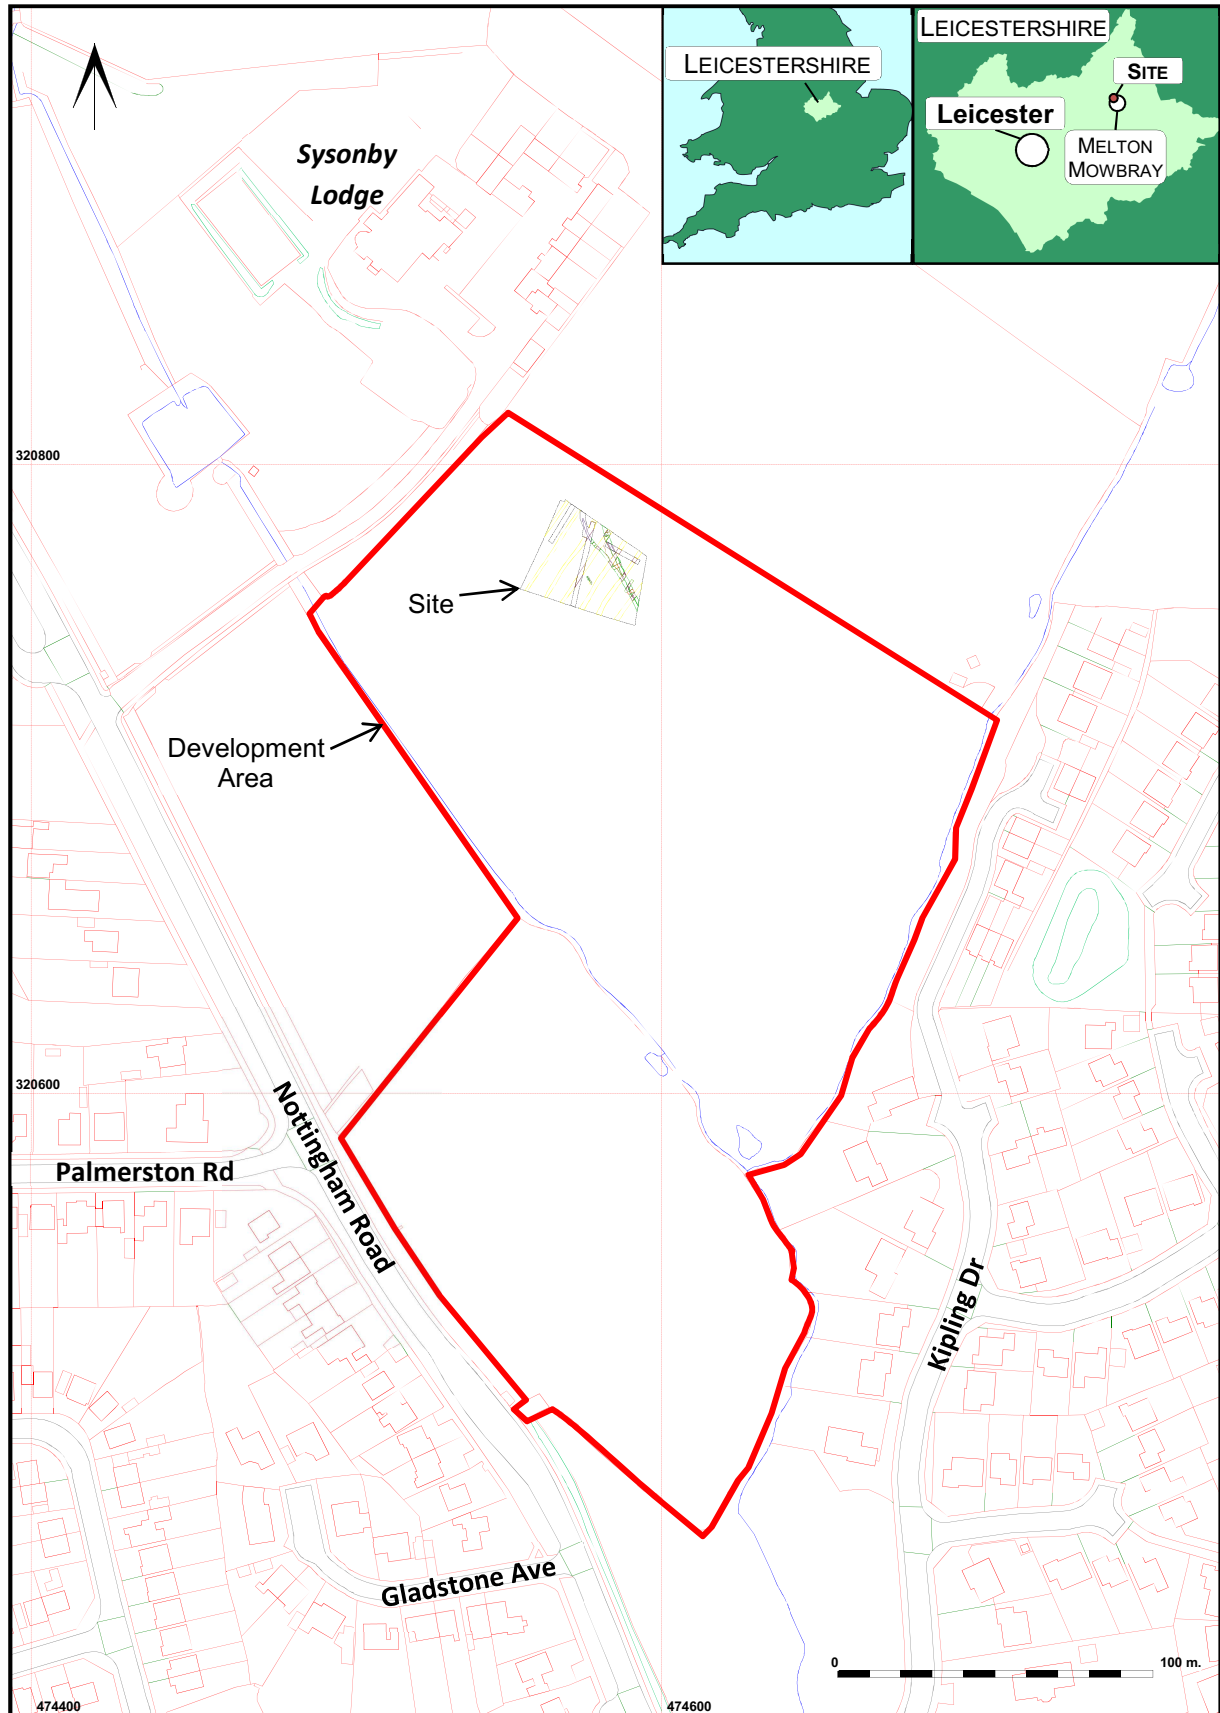 LEICESTERSHIRE
LEICESTERSHIRE
SITE
Leicester
MELTON
MOWBRAY
Sysonby
Lodge
320800
Site
Development
Area
320600
Nottingham Road
Palmerston Rd
Kipling Dr
Gladstone Ave
0 100 m.
474400 474600